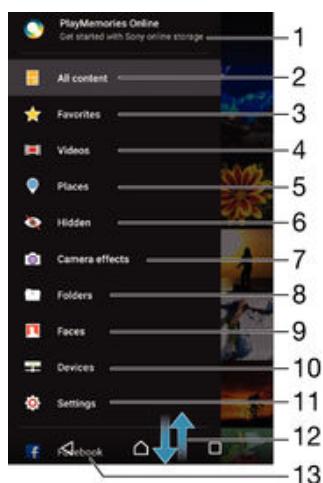 PlayMemories Online
Get started with Sony online storage
1
All content
2
Favorites
3
Videos
4
Places
5
Hidden
6
Camera effects
7
Folders
8
Faces
9
Devices
10
Settings
11
12
Facebook
13